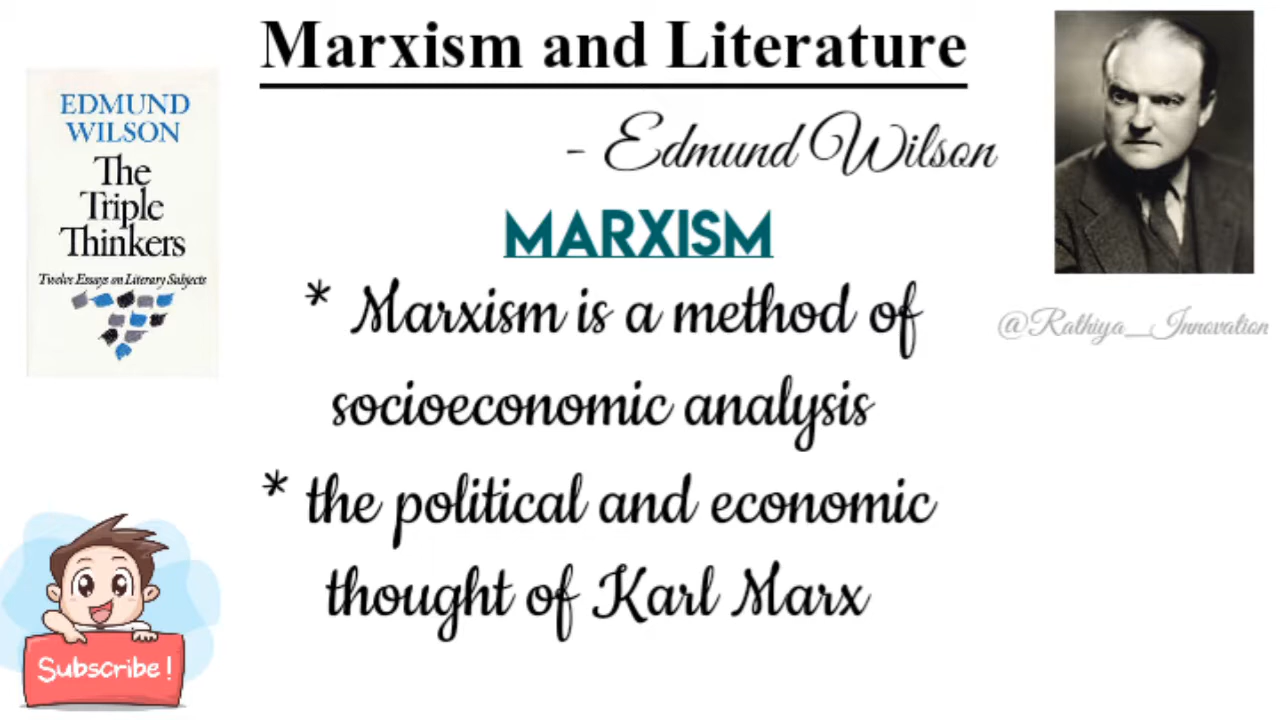 Marxism and Literature
- Edmund Wilson
EDMUND
WILSON
The
Triple
Thinkers
Twelve Essays on Literary Subjects
MARXISM
* Marxism is a method of
socioeconomic analysis
* the political and economic
thought of Karl Marx
@Rathiya__Innovation
Subscribe!